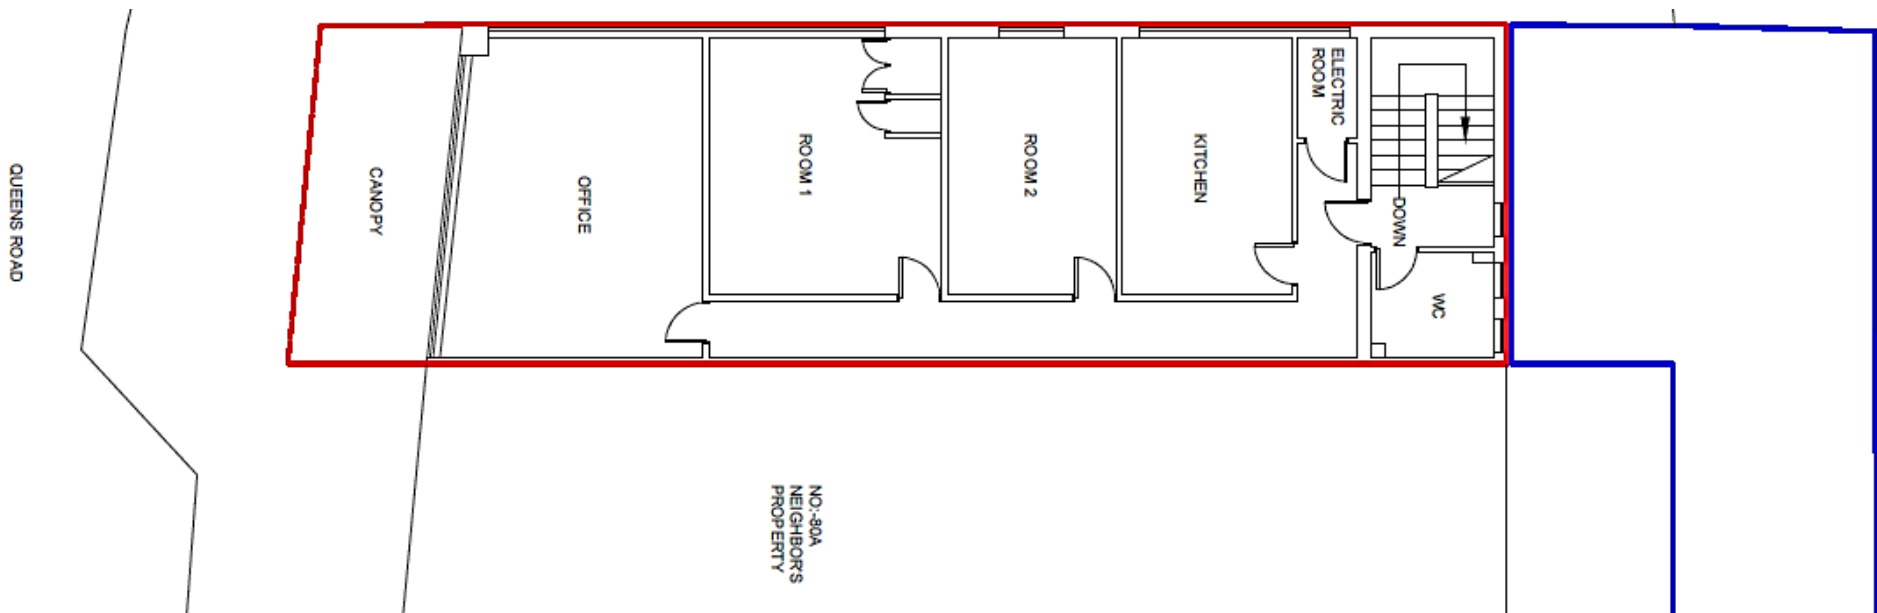 QUEENS ROAD
CANOPY
OFFICE
ROOM 1
ROOM 2
KITCHEN
ELECTRIC
ROOM
DOWN
WC
NO:-80A
NEIGHBOR'S
PROPERTY